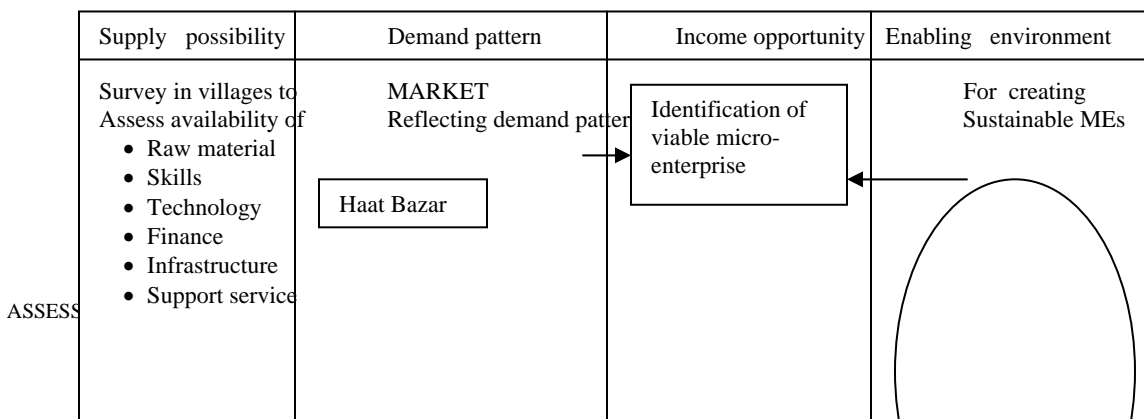 Supply possibility
Demand pattern
Income opportunity
Enabling environment
Survey in villages to
Assess availability of
• Raw material
• Skills
• Technology
• Finance
• Infrastructure
• Support service
MARKET
Reflecting demand patter
Haat Bazar
Identification of
viable micro-
enterprise
For creating
Sustainable MEs
ASSESS